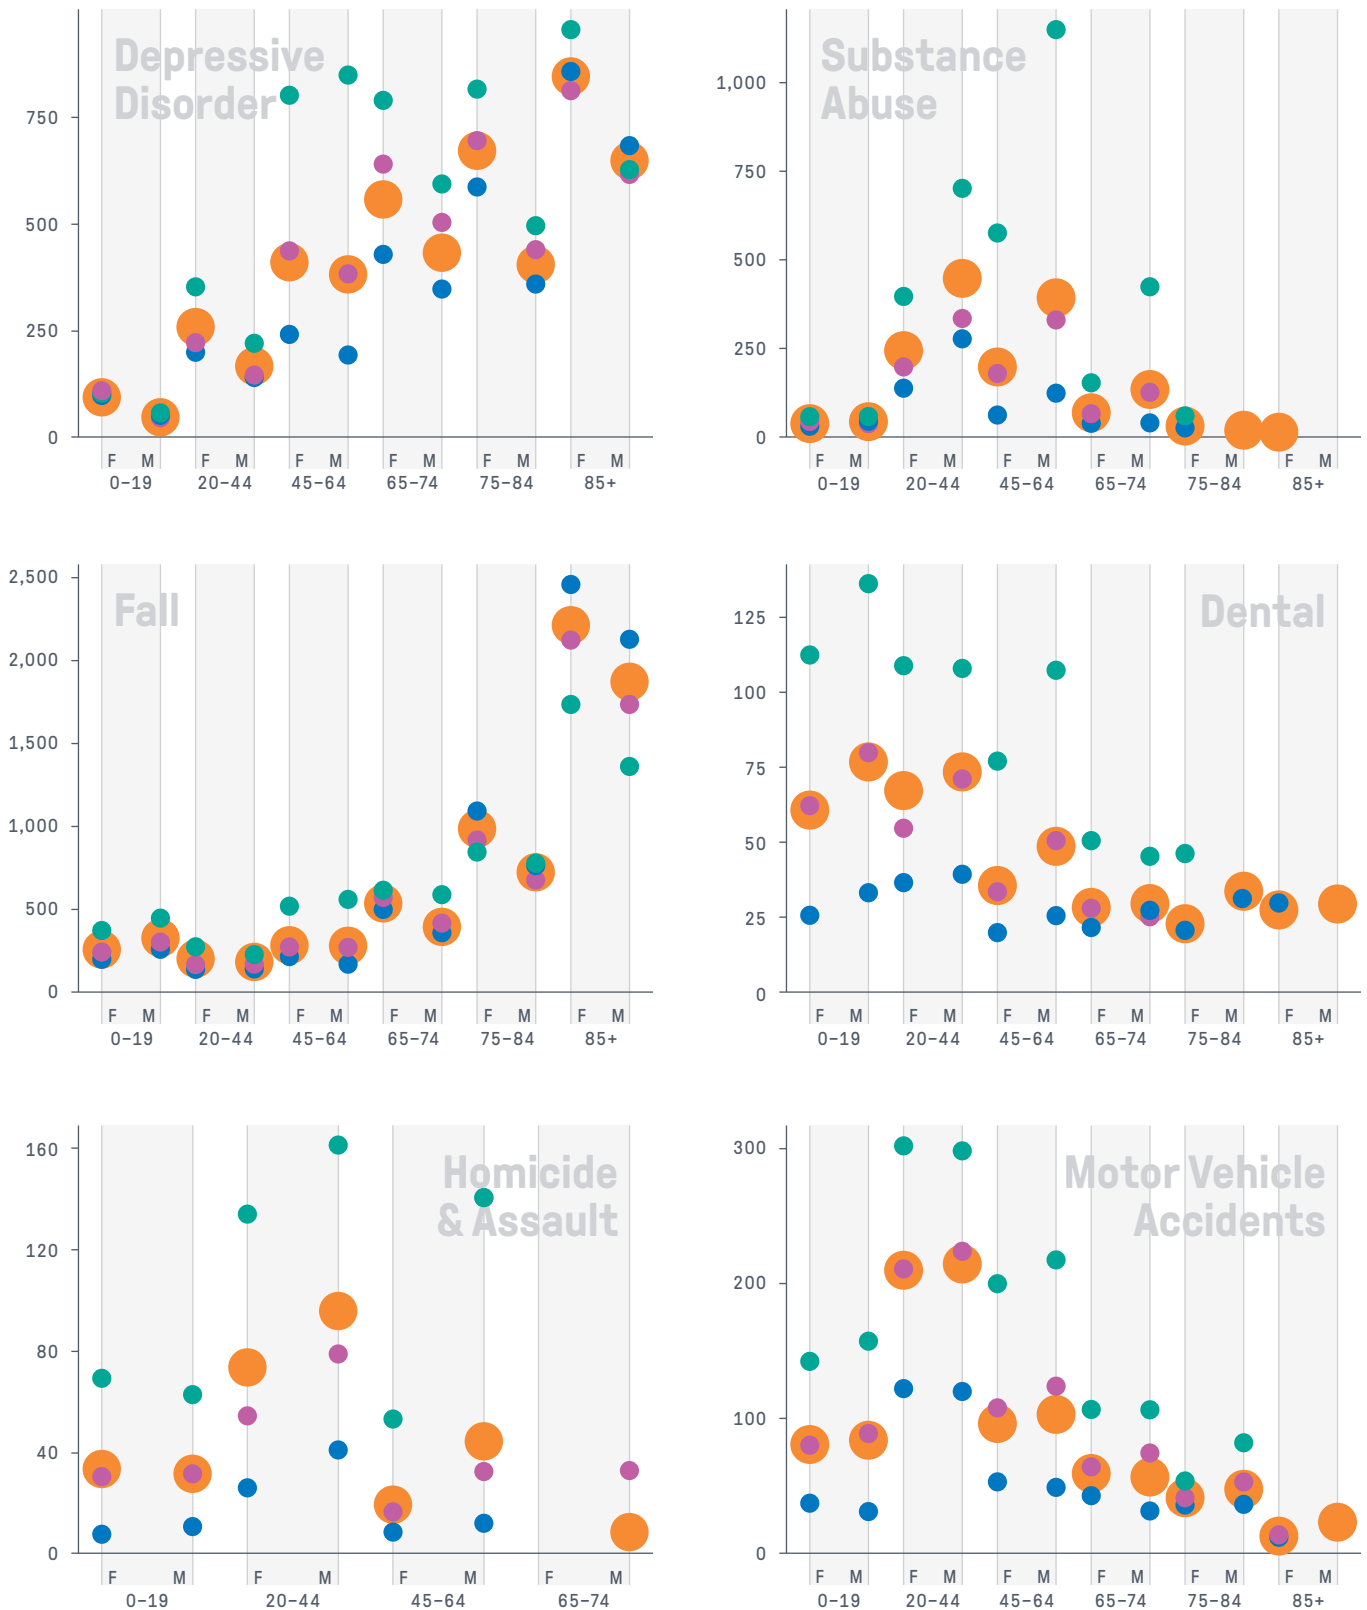 Depressive
Disorder
750
500
250
0
F M F M F M F M F M F M
0–19 20–44 45–64 65–74 75–84 85+
Substance
Abuse
1,000
750
500
250
0
F M F M F M F M F M F M
0–19 20–44 45–64 65–74 75–84 85+
Fall
2,500
2,000
1,500
1,000
500
0
F M F M F M F M F M F M
0–19 20–44 45–64 65–74 75–84 85+
Dental
125
100
75
50
25
0
F M F M F M F M F M F M
0–19 20–44 45–64 65–74 75–84 85+
Homicide
& Assault
160
120
80
40
0
F M F M F M F M
0–19 20–44 45–64 65–74
Motor Vehicle
Accidents
300
200
100
0
F M F M F M F M F M F M
0–19 20–44 45–64 65–74 75–84 85+